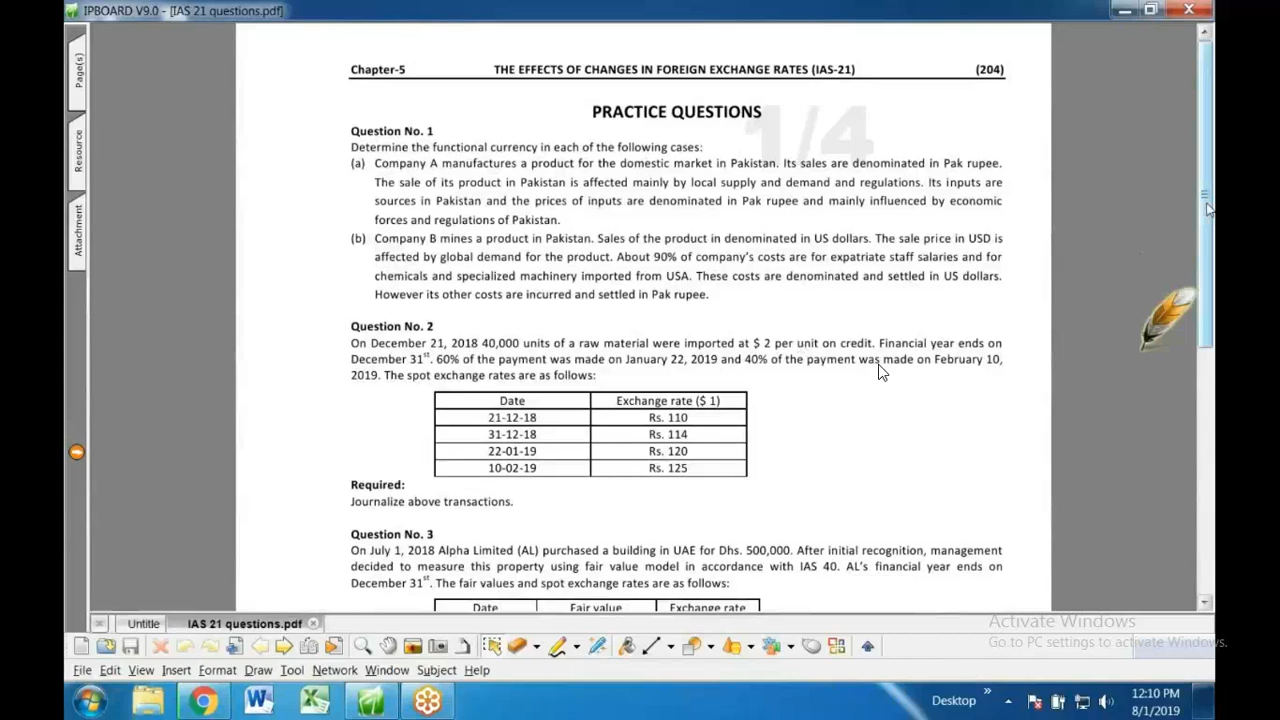 IPBOARD V9.0 - [IAS 21 questions.pdf]
Page(s)
Resource
Attachment
Chapter-5 THE EFFECTS OF CHANGES IN FOREIGN EXCHANGE RATES (IAS-21) (204)
1/4
PRACTICE QUESTIONS
Question No. 1
Determine the functional currency in each of the following cases:
(a) Company A manufactures a product for the domestic market in Pakistan. Its sales are denominated in Pak rupee.
The sale of its product in Pakistan is affected mainly by local supply and demand and regulations. Its inputs are
sources in Pakistan and the prices of inputs are denominated in Pak rupee and mainly influenced by economic
forces and regulations of Pakistan.
(b) Company B mines a product in Pakistan. Sales of the product in denominated in US dollars. The sale price in USD is
affected by global demand for the product. About 90% of company's costs are for expatriate staff salaries and for
chemicals and specialized machinery imported from USA. These costs are denominated and settled in US dollars.
However its other costs are incurred and settled in Pak rupee.
Question No. 2
On December 21, 2018 40,000 units of a raw material were imported at $ 2 per unit on credit. Financial year ends on
December 31st. 60% of the payment was made on January 22, 2019 and 40% of the payment was made on February 10,
2019. The spot exchange rates are as follows:
Date Exchange rate ($ 1)
21-12-18 Rs. 110
31-12-18 Rs. 114
22-01-19 Rs. 120
10-02-19 Rs. 125
Required:
Journalize above transactions.
Question No. 3
On July 1, 2018 Alpha Limited (AL) purchased a building in UAE for Dhs. 500,000. After initial recognition, management
decided to measure this property using fair value model in accordance with IAS 40. AL's financial year ends on
December 31st. The fair values and spot exchange rates are as follows:
Date Fair value Exchange rate
Activate Windows
Go to PC settings to activate Windows.
Untitle IAS 21 questions.pdf
File Edit View Insert Format Draw Tool Network Window Subject Help
Desktop
12:10 PM
8/1/2019